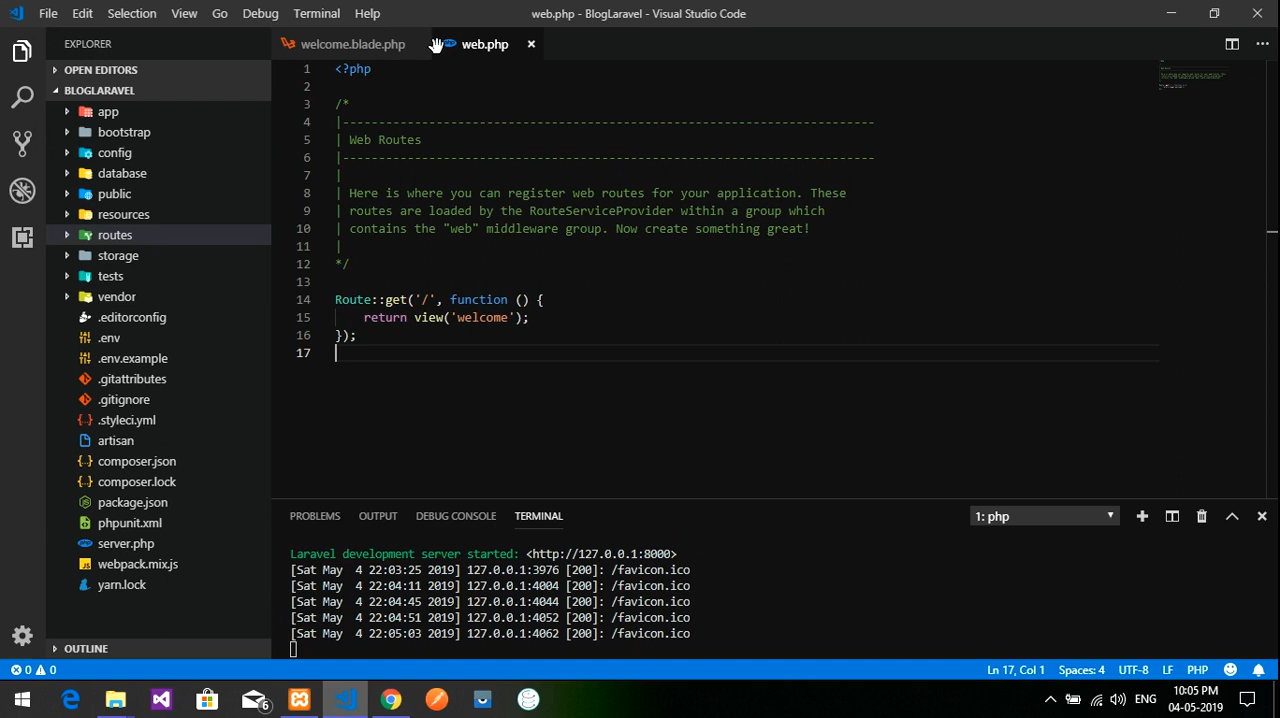 File Edit Selection View Go Debug Terminal Help
web.php - BlogLaravel - Visual Studio Code
EXPLORER
welcome.blade.php
web.php
OPEN EDITORS
BLOGLARAVEL
app
bootstrap
config
database
public
resources
routes
storage
tests
vendor
.editorconfig
.env
.env.example
.gitattributes
.gitignore
.styleci.yml
artisan
composer.json
composer.lock
package.json
phpunit.xml
server.php
webpack.mix.js
yarn.lock
OUTLINE
1 <?php
2
3 /*
4 |--------------------------------------------------------------------------
5 | Web Routes
6 |--------------------------------------------------------------------------
7 |
8 | Here is where you can register web routes for your application. These
9 | routes are loaded by the RouteServiceProvider within a group which
10 | contains the "web" middleware group. Now create something great!
11 |
12 */
13
14 Route::get('/', function () {
15 return view('welcome');
16 });
17
PROBLEMS OUTPUT DEBUG CONSOLE TERMINAL
1: php
Laravel development server started: <http://127.0.0.1:8000>
[Sat May  4 22:03:25 2019] 127.0.0.1:3976 [200]: /favicon.ico
[Sat May  4 22:04:11 2019] 127.0.0.1:4004 [200]: /favicon.ico
[Sat May  4 22:04:45 2019] 127.0.0.1:4044 [200]: /favicon.ico
[Sat May  4 22:04:51 2019] 127.0.0.1:4052 [200]: /favicon.ico
[Sat May  4 22:05:03 2019] 127.0.0.1:4062 [200]: /favicon.ico
0 0
Ln 17, Col 1 Spaces: 4 UTF-8 LF PHP
6
ENG
10:05 PM
04-05-2019